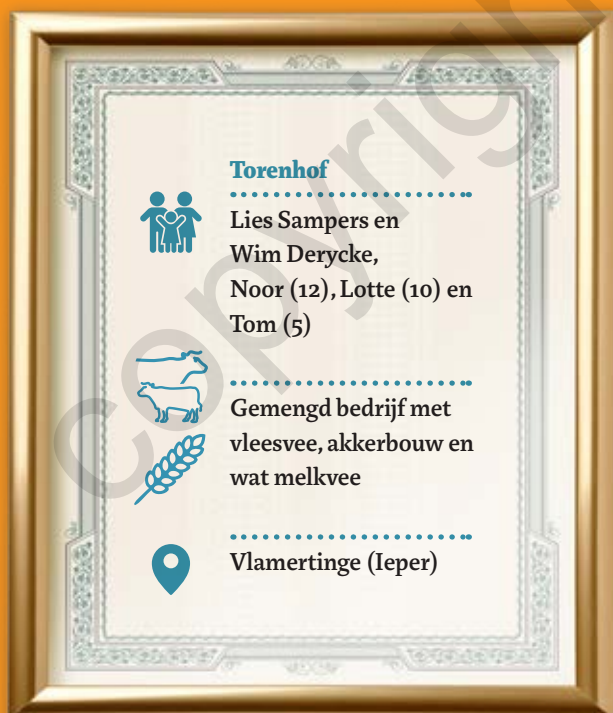 Torenhof
Lies Sampers en
Wim Derycke,
Noor (12), Lotte (10) en
Tom (5)
Gemengd bedrijf met
vleesvee, akkerbouw en
wat melkvee
Vlamertinge (Ieper)
copyrigh